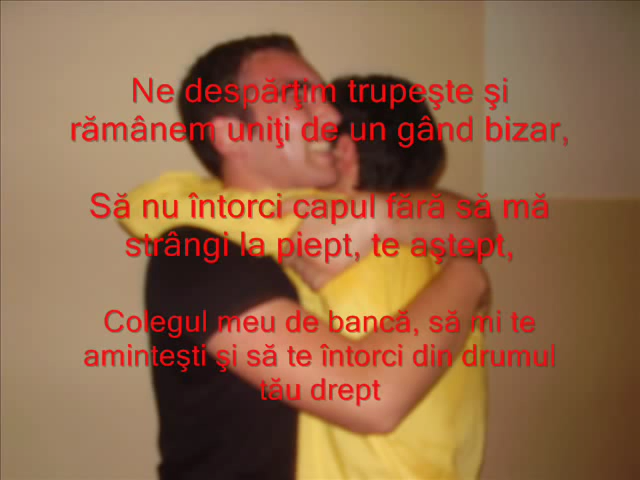 Ne despărţim trupeşte şi
rămânem uniţi de un gând bizar,
Să nu întorci capul fără să mă
strângi la piept, te aştept,
Colegul meu de bancă, să mi te
aminteşti şi să te întorci din drumul
tău drept